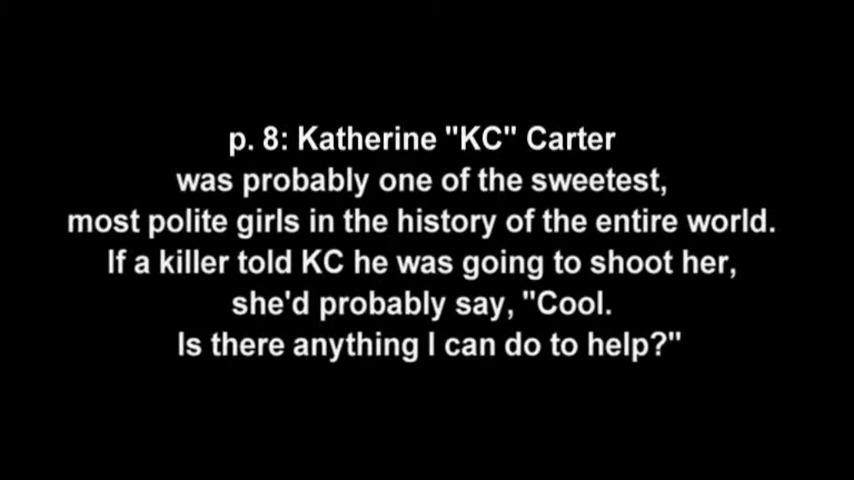 p. 8: Katherine "KC" Carter
was probably one of the sweetest,
most polite girls in the history of the entire world.
If a killer told KC he was going to shoot her,
she'd probably say, "Cool.
Is there anything I can do to help?"